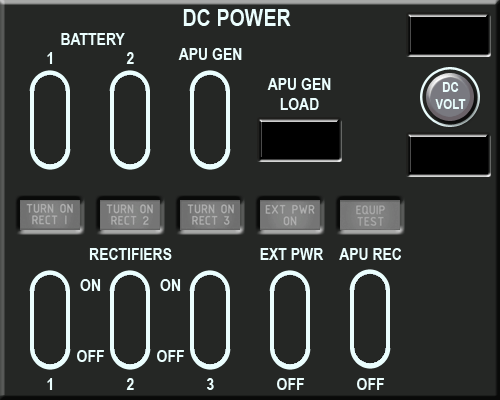 DC POWER
BATTERY
1 2 APU GEN
APU GEN
LOAD
DC
VOLT
TURN ON
RECT 1
TURN ON
RECT 2
TURN ON
RECT 3
EXT PWR
ON
EQUIP
TEST
RECTIFIERS EXT PWR APU REC
ON ON
OFF OFF
1 2 3 OFF OFF